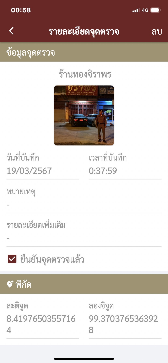 00:58
รายละเอียดจุดตรวจ
ลบ
ข้อมูลจุดตรวจ
ร้านทองจิราพร
วันที่บันทึก
เวลาที่บันทึก
19/03/2567
0:37:59
หมายเหตุ
-
รายละเอียดเพิ่มเติม
-
ยืนยันจุดตรวจแล้ว
พิกัด
ละติจูด
ลองจิจูด
8.4197650355716
4
99.370376536392
8